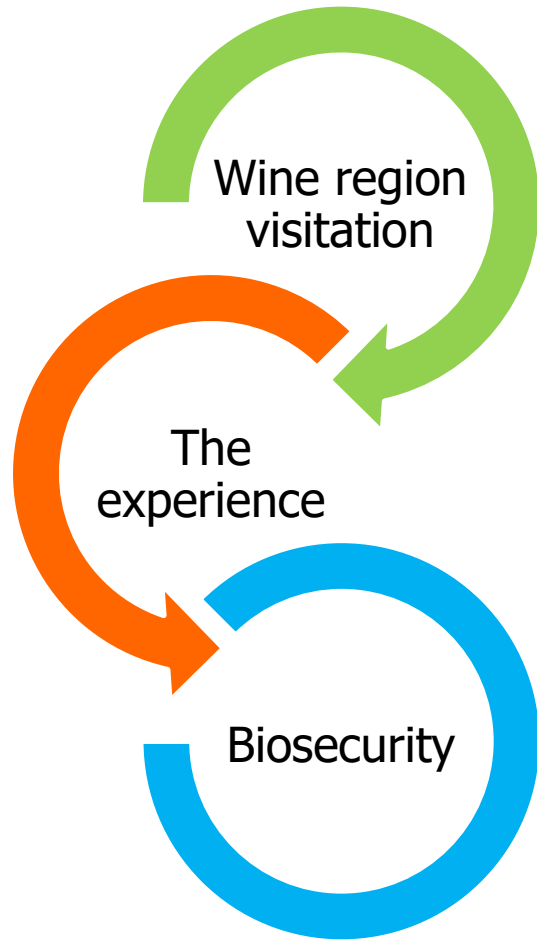 Wine region
visitation
The
experience
Biosecurity